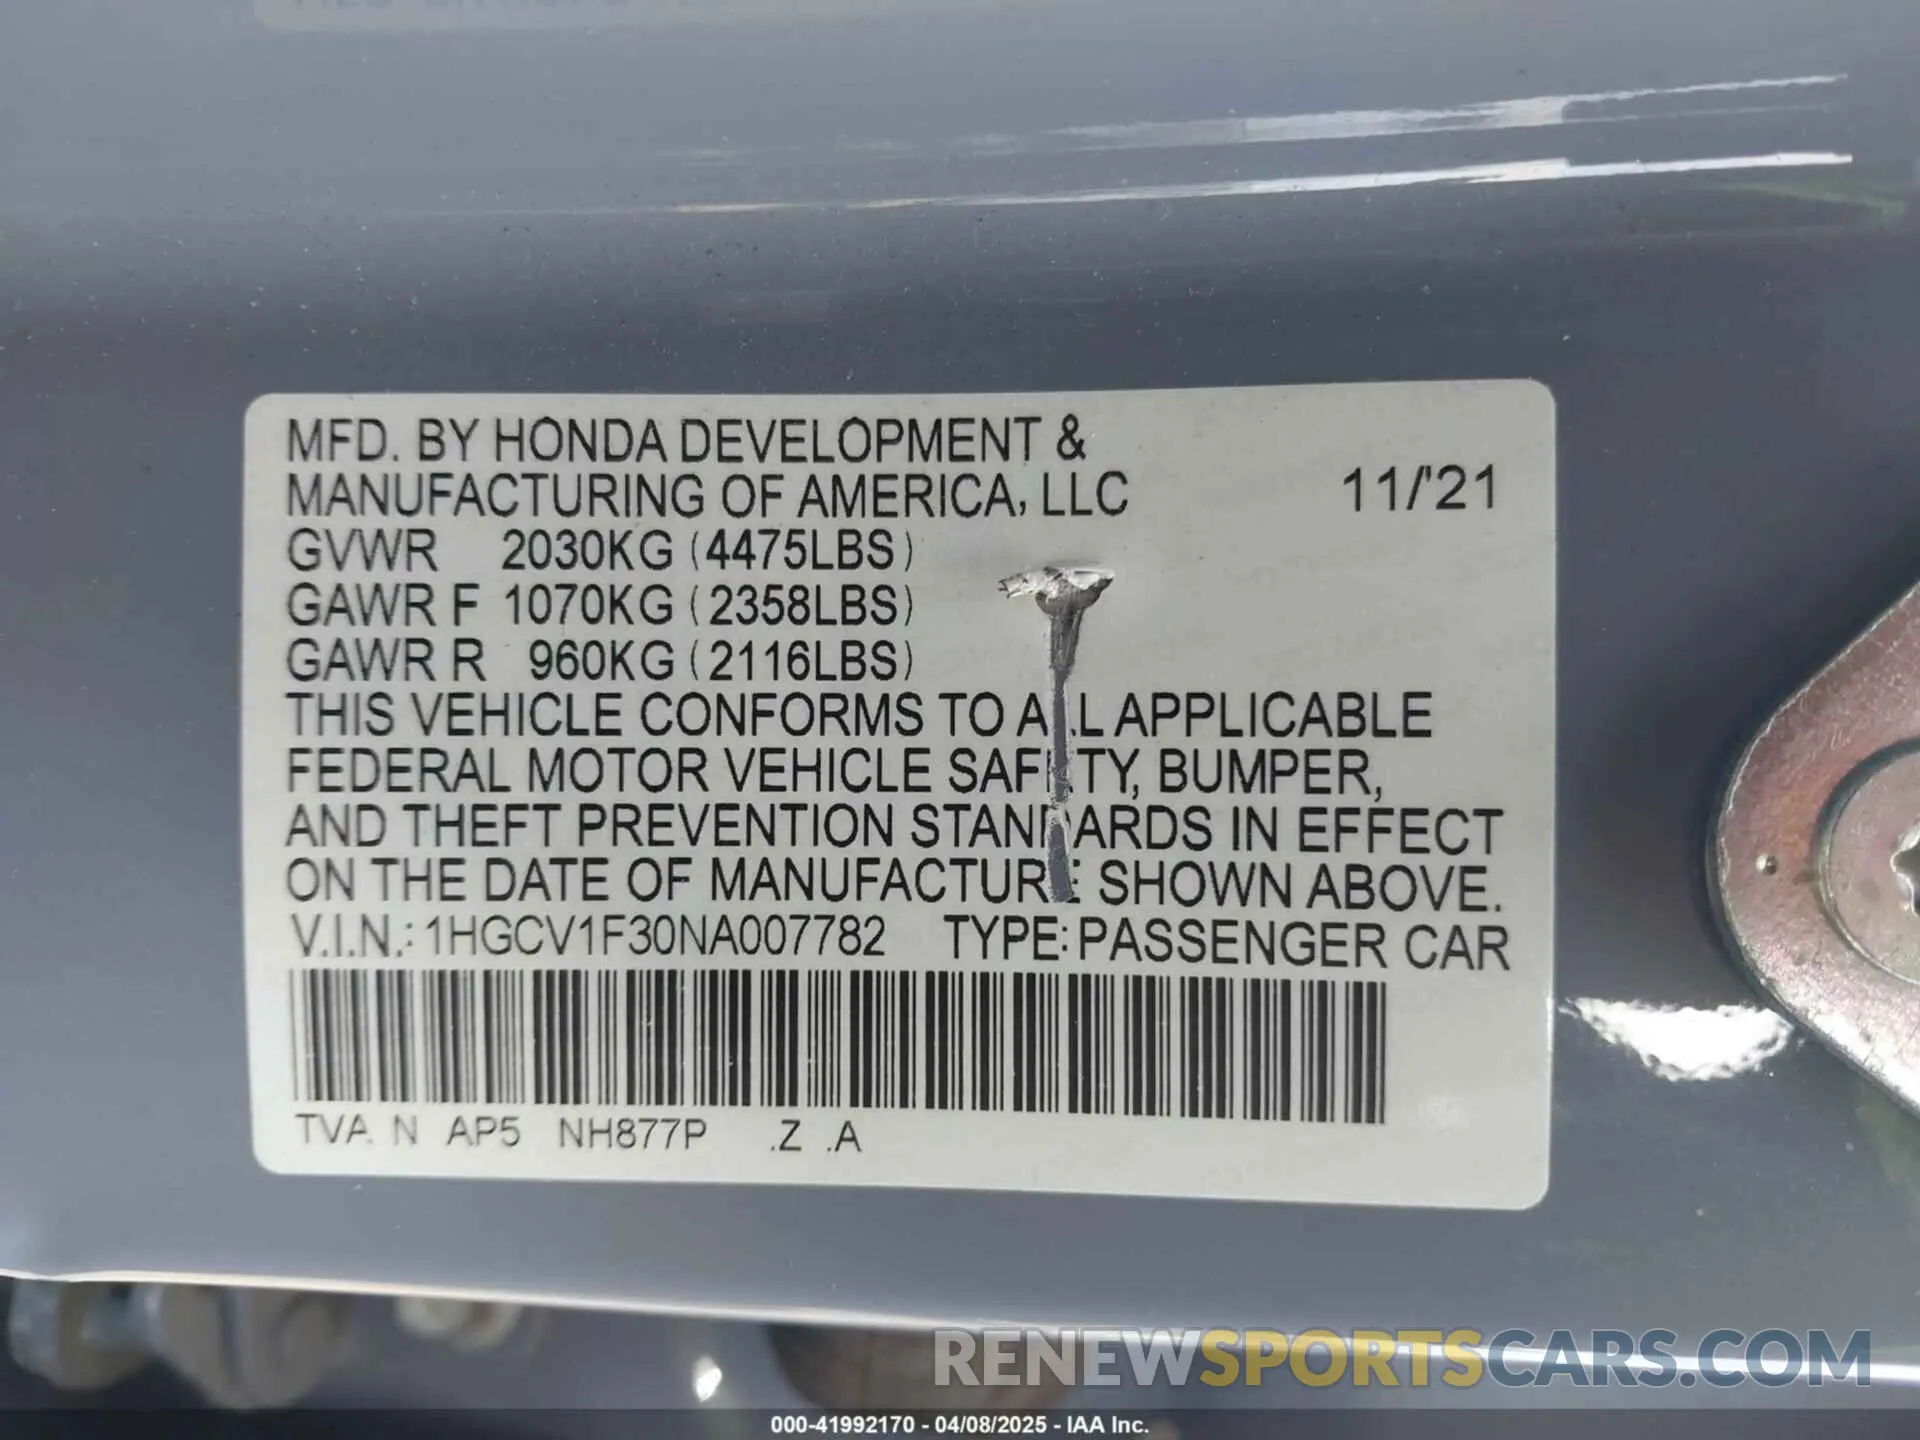 MFD. BY HONDA DEVELOPMENT &
MANUFACTURING OF AMERICA, LLC 11/'21
GVWR 2030KG (4475LBS)
GAWR F 1070KG (2358LBS)
GAWR R 960KG (2116LBS)
THIS VEHICLE CONFORMS TO ALL APPLICABLE
FEDERAL MOTOR VEHICLE SAFETY, BUMPER,
AND THEFT PREVENTION STANDARDS IN EFFECT
ON THE DATE OF MANUFACTURE SHOWN ABOVE.
V.I.N.: 1HGCV1F30NA007782 TYPE: PASSENGER CAR
TVA N AP5 NH877P .Z .A
RENEWSPORTSCARS.COM
000-41992170 - 04/08/2025 - IAA Inc.